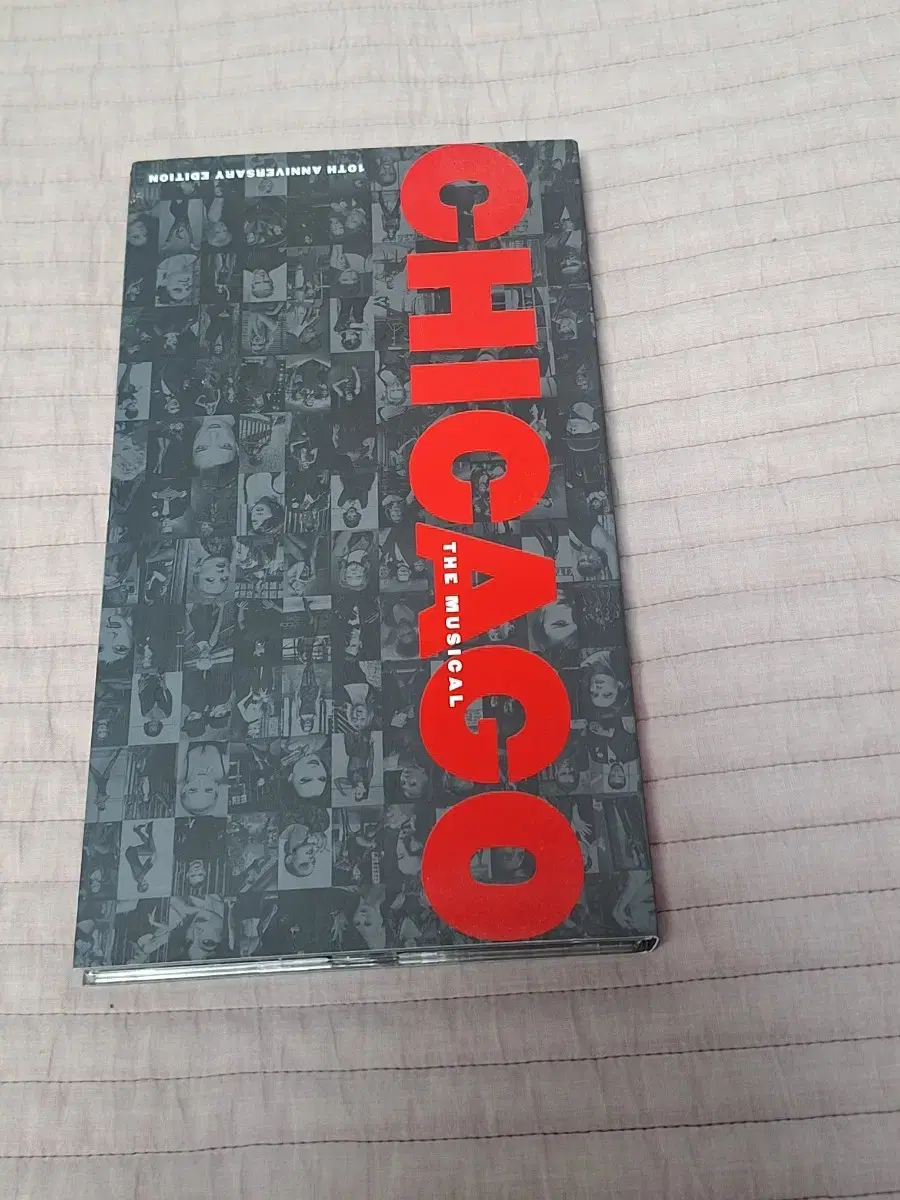 CHICAGO
THE MUSICAL
10TH ANNIVERSARY EDITION